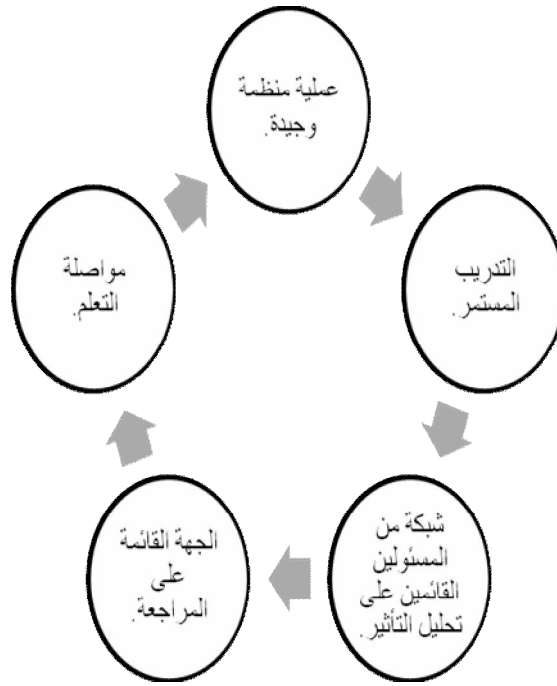 عملية منظمة
وجيدة.
التدريب
المستمر.
شبكة من
المسئولين
القائمين على
تحليل التأثير.
الجهة القائمة
على
المراجعة.
مواصلة
التعلم.